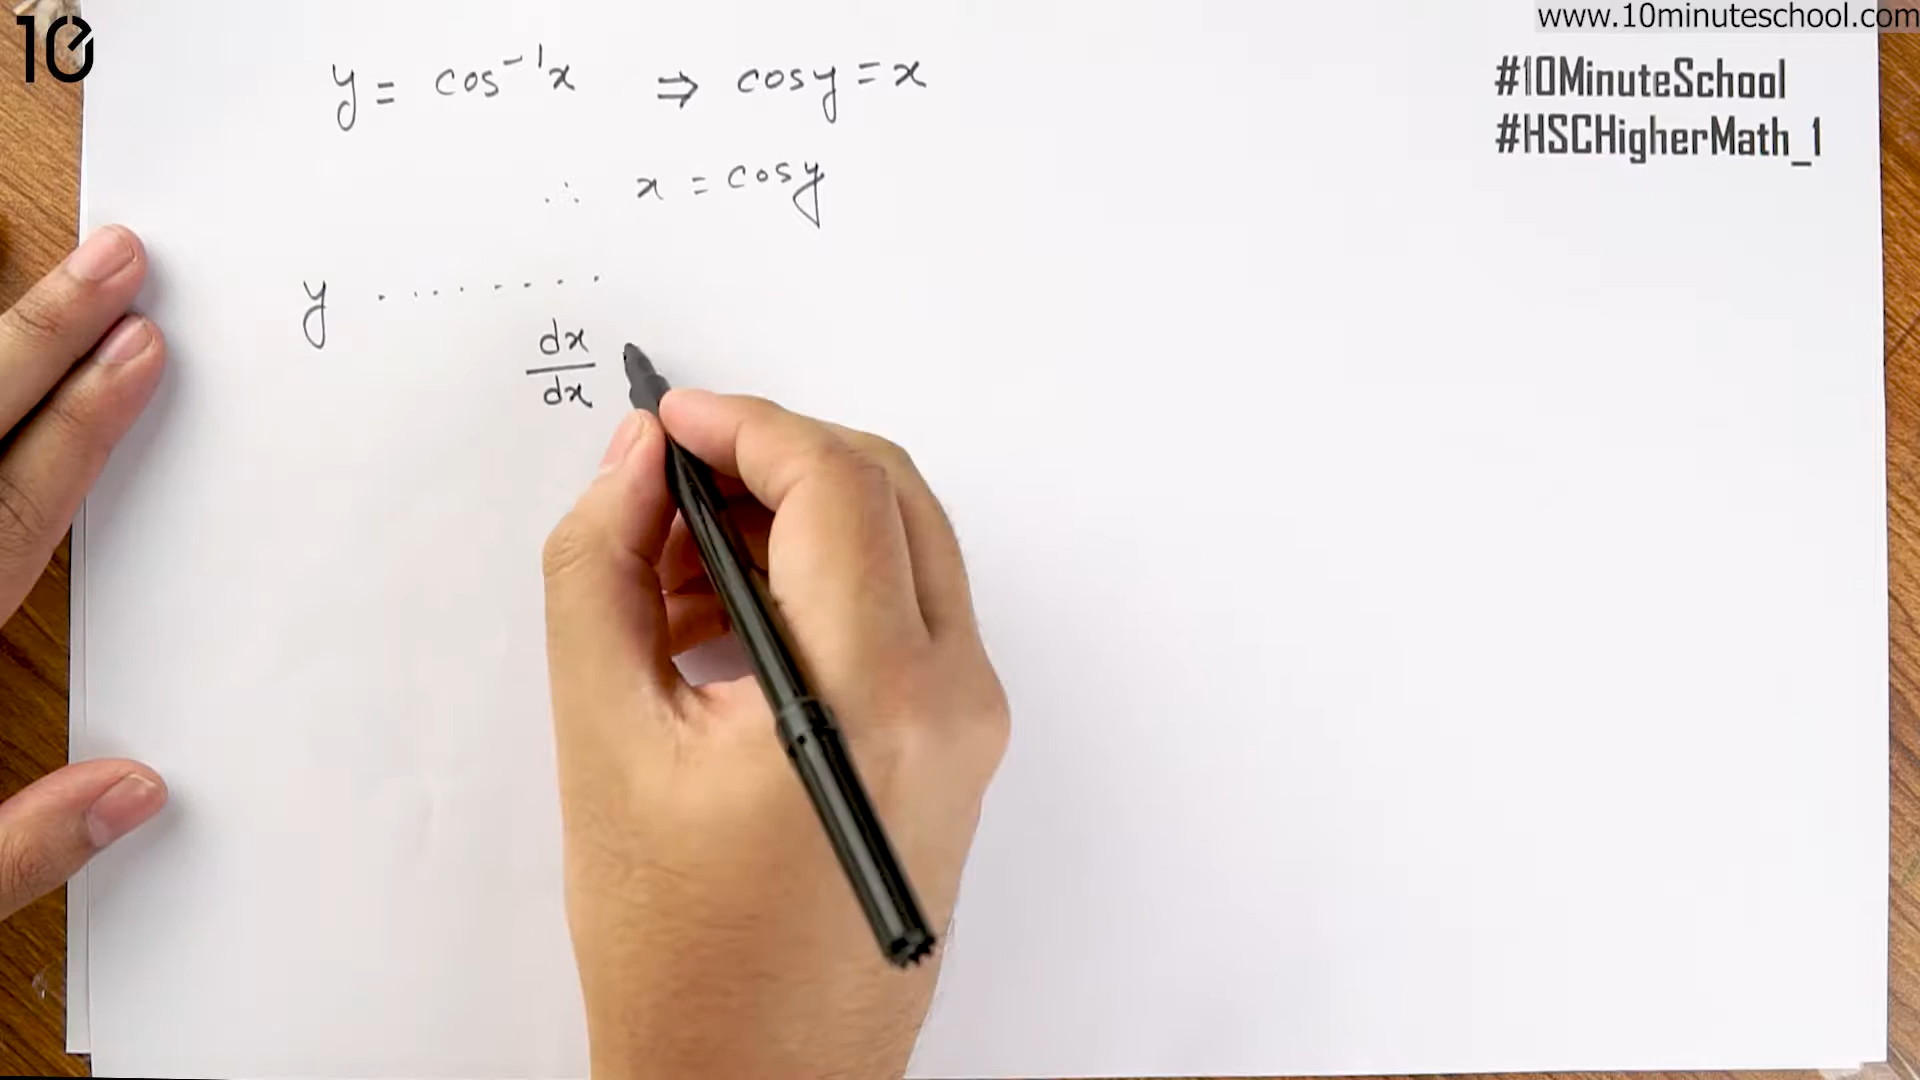 10
www.10minuteschool.com
#10MinuteSchool
#HSCHigherMath_1
y = cos⁻¹x ⇒ cosy = x
∴ x = cosy
y ........
dx
dx